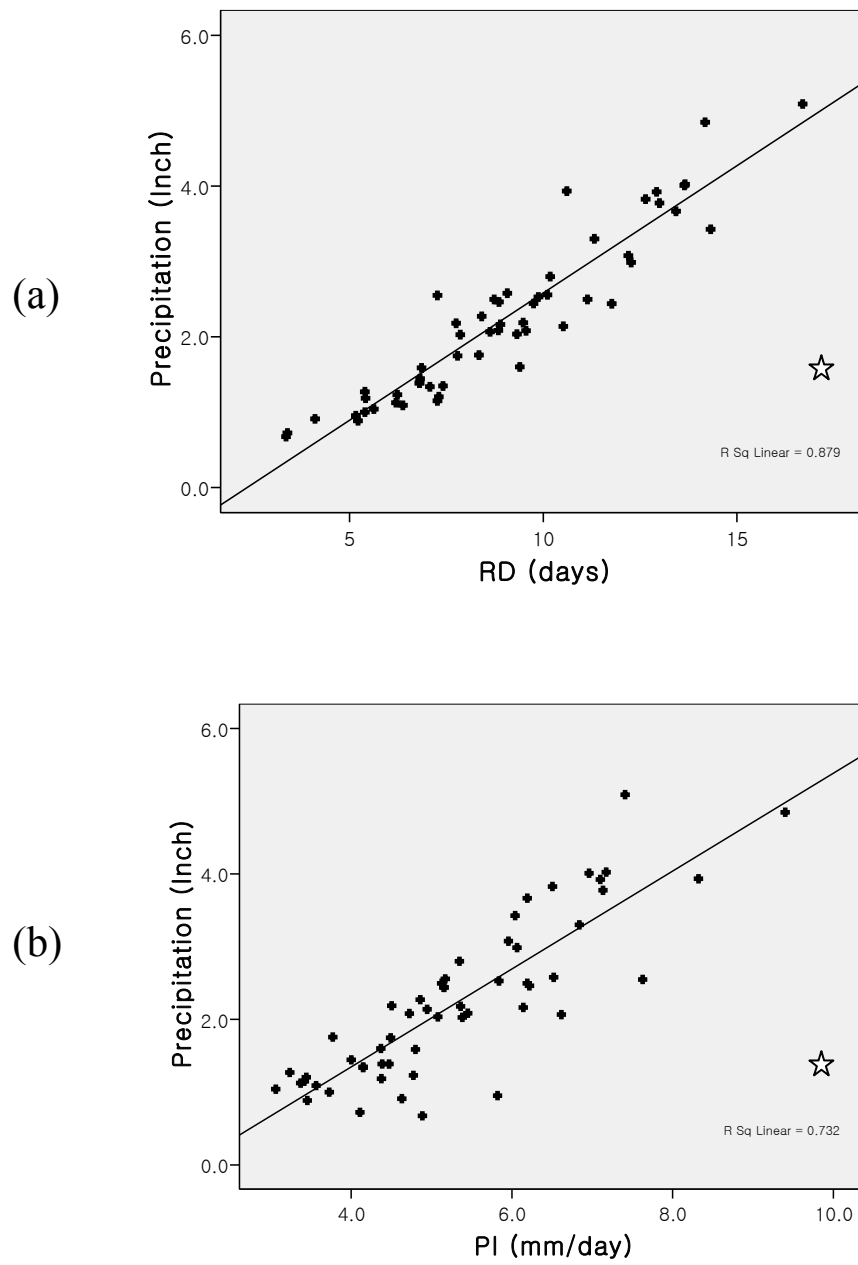 (a)
Precipitation (Inch)
6.0
4.0
2.0
0.0
R Sq Linear = 0.879
5
10
15
RD (days)
(b)
Precipitation (Inch)
6.0
4.0
2.0
0.0
R Sq Linear = 0.732
4.0
6.0
8.0
10.0
PI (mm/day)